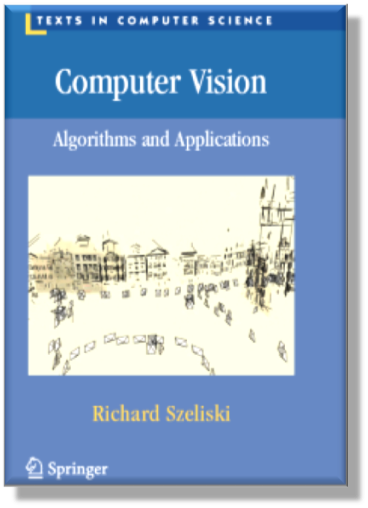 TEXTS IN COMPUTER SCIENCE
Computer Vision
Algorithms and Applications
Richard Szeliski
Springer